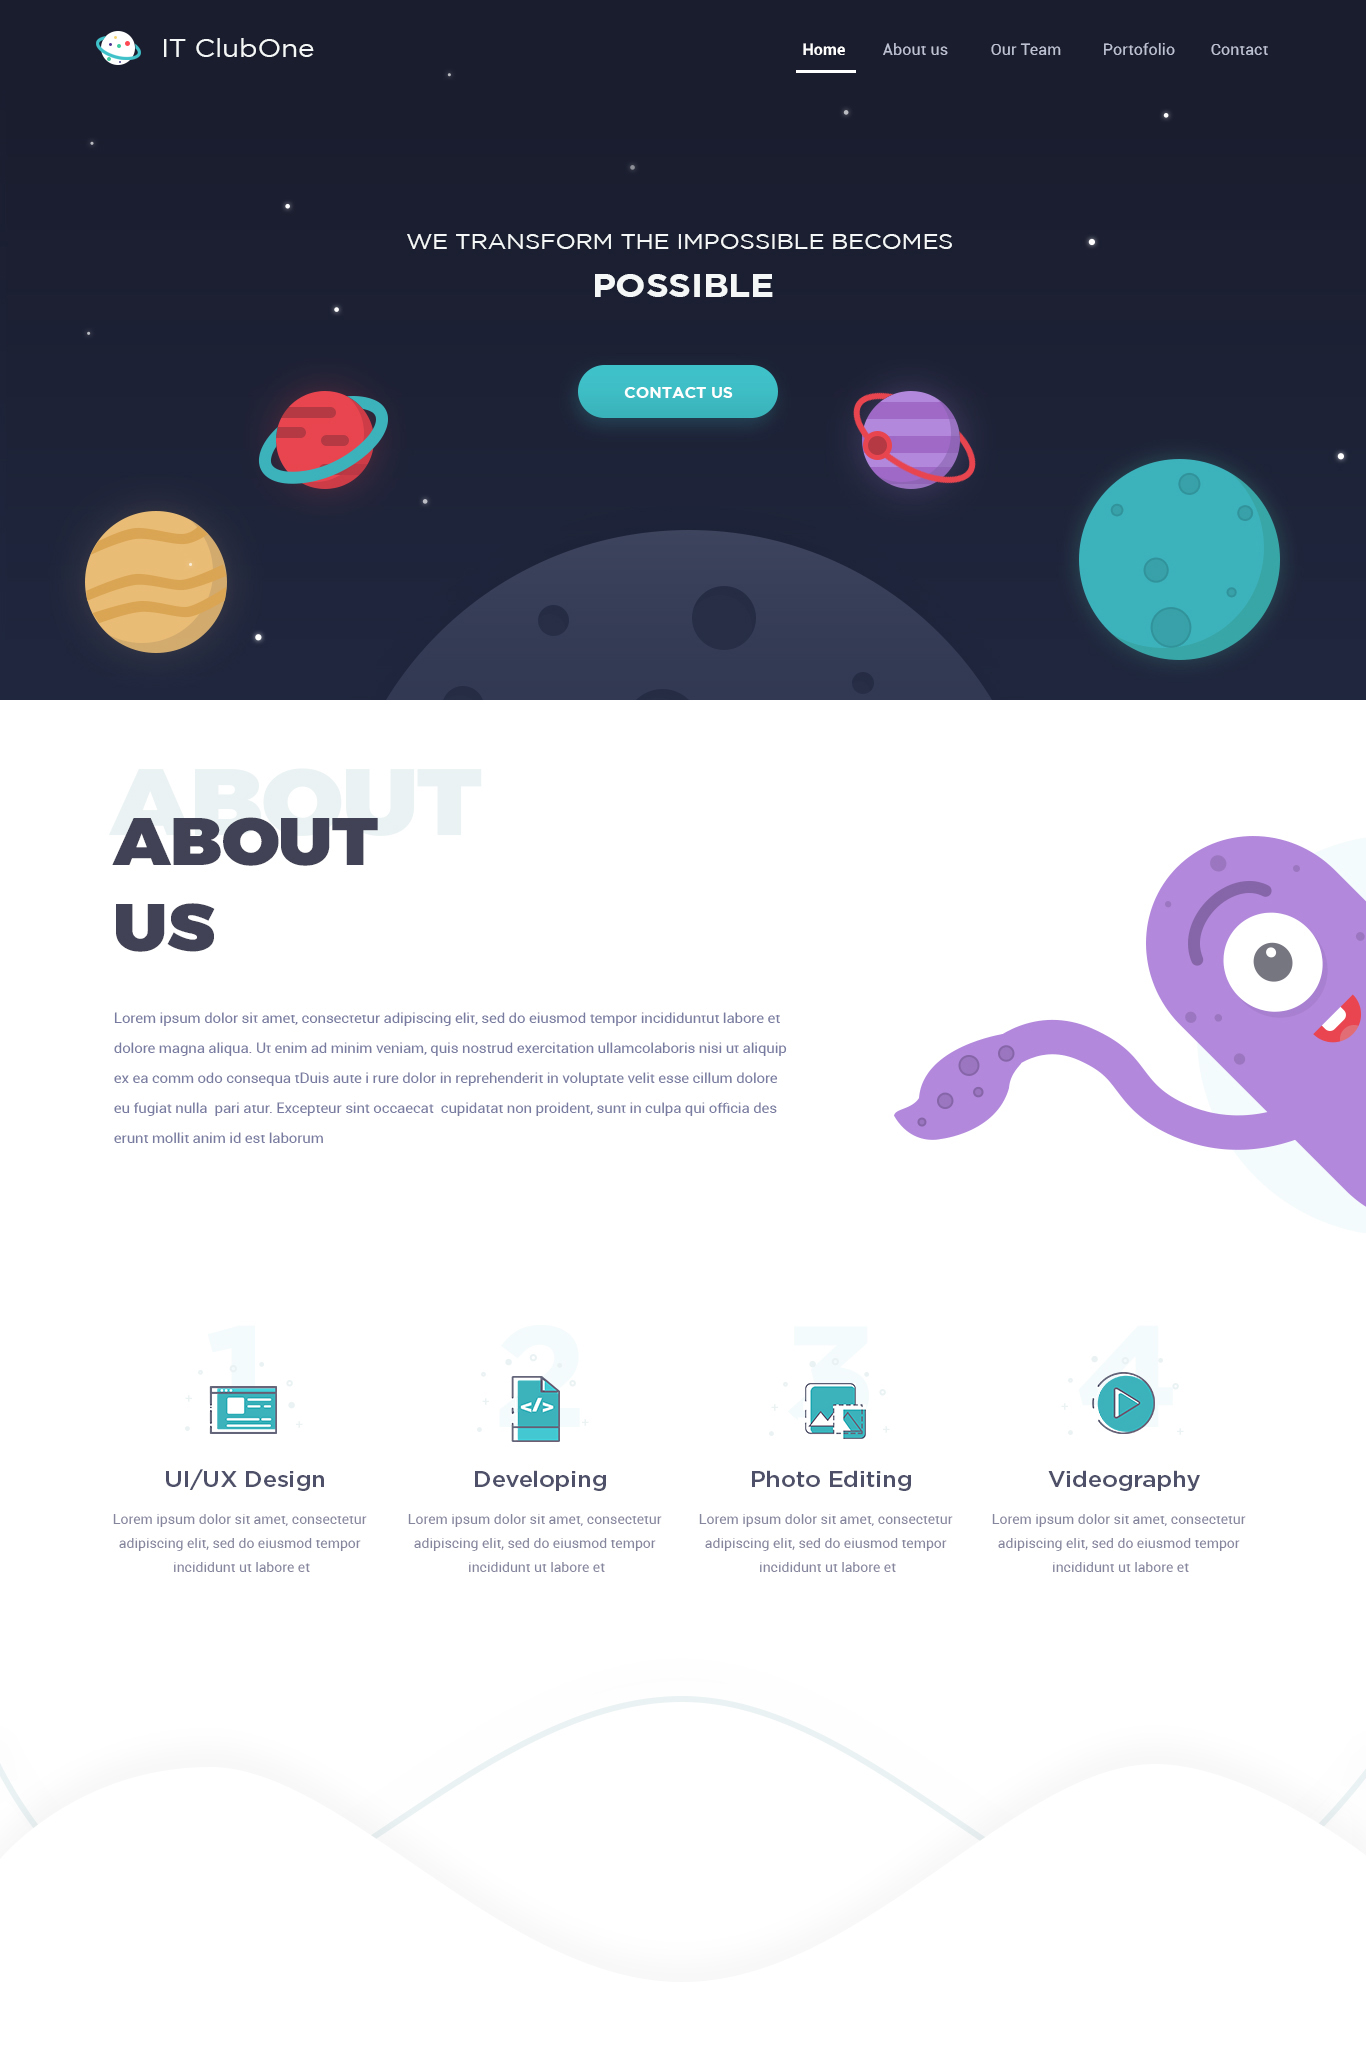 IT ClubOne
Home About us Our Team Portofolio Contact
WE TRANSFORM THE IMPOSSIBLE BECOMES
POSSIBLE
CONTACT US
ABOUT
ABOUT
US
Lorem ipsum dolor sit amet, consectetur adipiscing elit, sed do eiusmod tempor incididuntut labore et
dolore magna aliqua. Ut enim ad minim veniam, quis nostrud exercitation ullamcolaboris nisi ut aliquip
ex ea comm odo consequa tDuis aute i rure dolor in reprehenderit in voluptate velit esse cillum dolore
eu fugiat nulla  pari atur. Excepteur sint occaecat  cupidatat non proident, sunt in culpa qui officia des
erunt mollit anim id est laborum
1
2
3
4
</>
UI/UX Design
Lorem ipsum dolor sit amet, consectetur
adipiscing elit, sed do eiusmod tempor
incididunt ut labore et
Developing
Lorem ipsum dolor sit amet, consectetur
adipiscing elit, sed do eiusmod tempor
incididunt ut labore et
Photo Editing
Lorem ipsum dolor sit amet, consectetur
adipiscing elit, sed do eiusmod tempor
incididunt ut labore et
Videography
Lorem ipsum dolor sit amet, consectetur
adipiscing elit, sed do eiusmod tempor
incididunt ut labore et